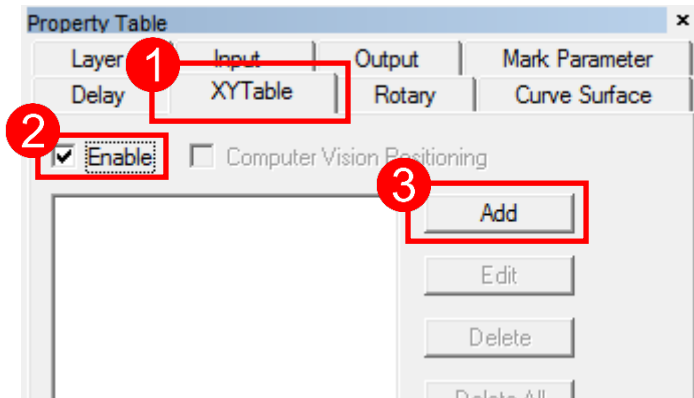 Property Table
Layer Input Output Mark Parameter
1
Delay XYTable Rotary Curve Surface
2
Enable Computer Vision Positioning
3
Add
Edit
Delete
Delete All